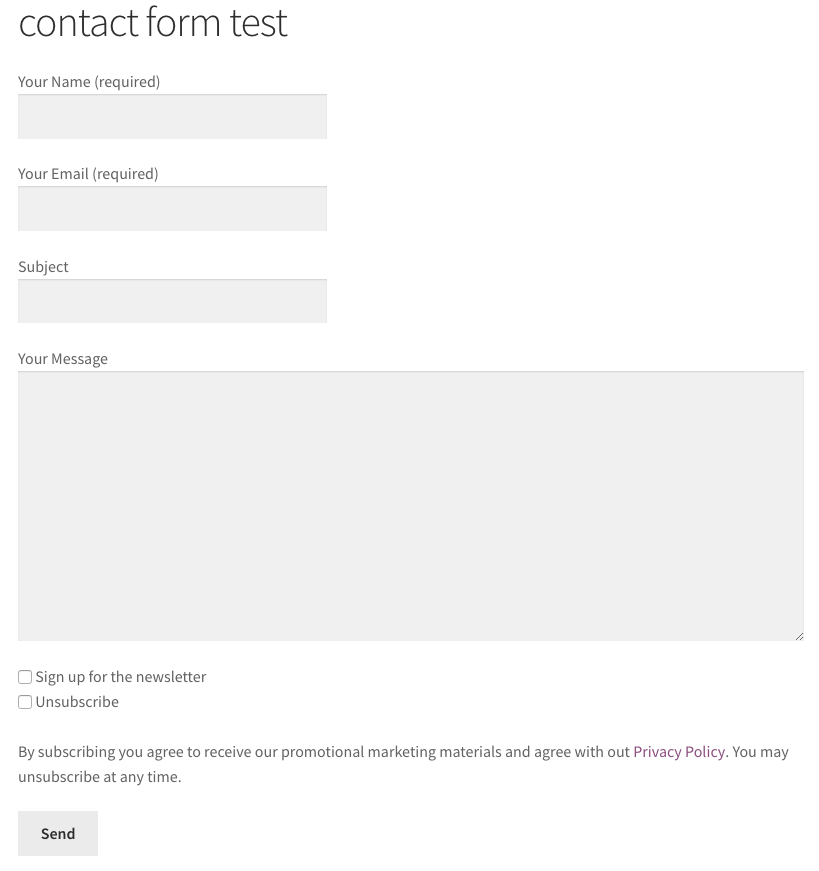 contact form test
Your Name (required)
Your Email (required)
Subject
Your Message
Sign up for the newsletter
Unsubscribe
By subscribing you agree to receive our promotional marketing materials and agree with out Privacy Policy. You may
unsubscribe at any time.
Send